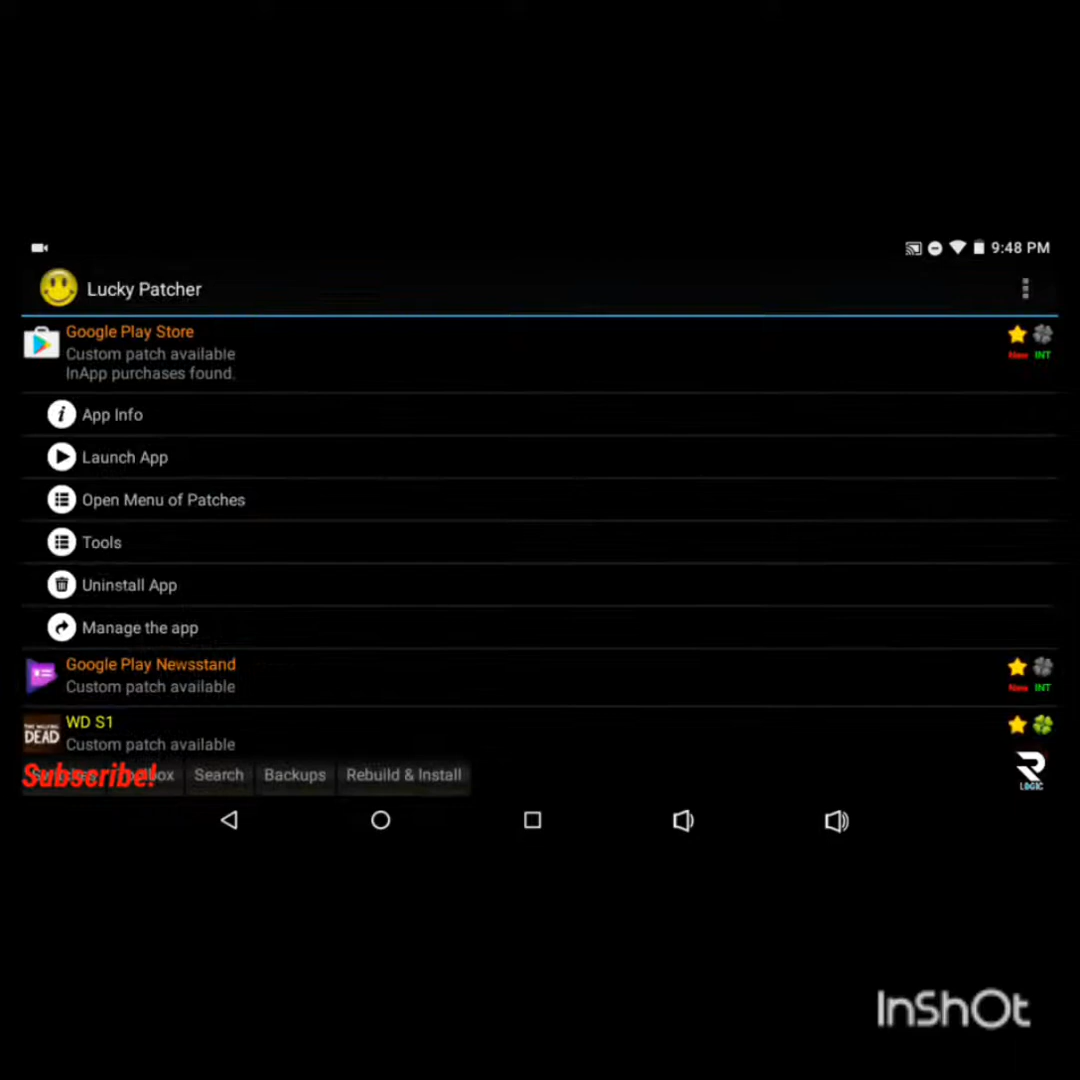 9:48 PM
Lucky Patcher
Google Play Store
Custom patch available
InApp purchases found.
New INT
App Info
Launch App
Open Menu of Patches
Tools
Uninstall App
Manage the app
Google Play Newsstand
Custom patch available
New INT
THE WALKING DEAD
WD S1
Custom patch available
Subscribe!
Search
Backups
Rebuild & Install
LOGIC
InShOt